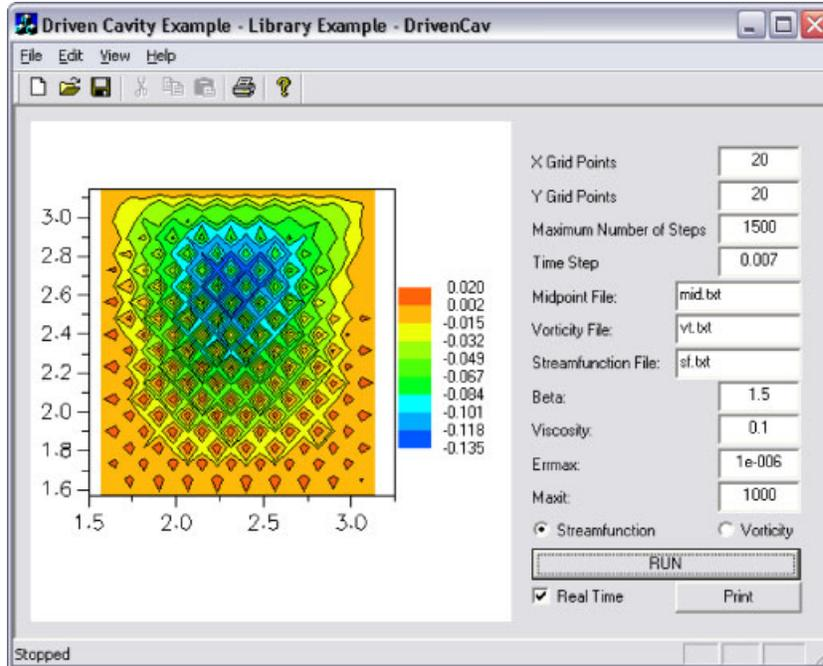 Driven Cavity Example - Library Example - DrivenCav
File Edit View Help
3.0
2.8
2.6
2.4
2.2
2.0
1.8
1.6
1.5 2.0 2.5 3.0
0.020
0.002
-0.015
-0.032
-0.049
-0.067
-0.084
-0.101
-0.118
-0.135
X Grid Points 20
Y Grid Points 20
Maximum Number of Steps 1500
Time Step 0.007
Midpoint File: mid.txt
Vorticity File: vt.txt
Streamfunction File: sf.txt
Beta: 1.5
Viscosity: 0.1
Errmax: 1e-006
Maxit: 1000
Streamfunction Vorticity
RUN
Real Time Print
Stopped